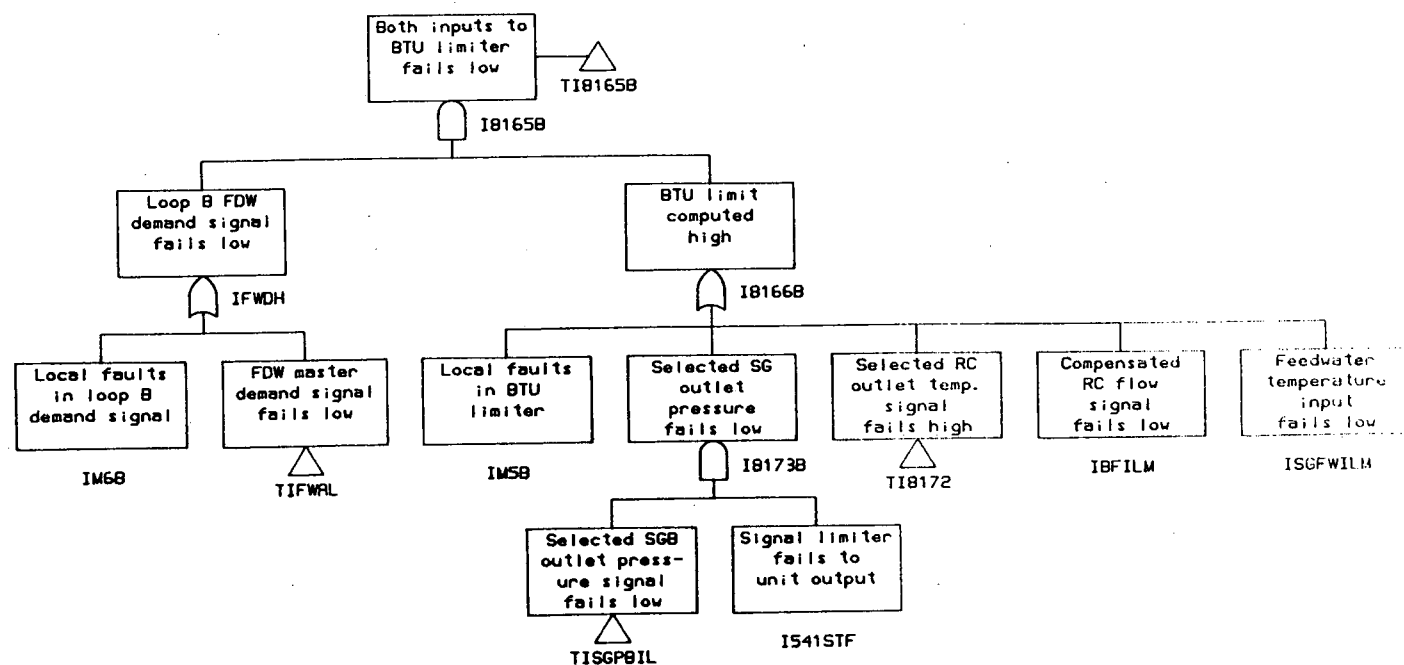 Both inputs to
BTU limiter
fails low
TI8165B
I8165B
Loop B FDW
demand signal
fails low
IFWDH
BTU limit
computed
high
I8166B
Local faults
in loop B
demand signal
IM6B
FDW master
demand signal
fails low
TIFWAL
Local faults
in BTU
limiter
IM5B
Selected SG
outlet
pressure
fails low
I8173B
Selected RC
outlet temp.
signal
fails high
TI8172
Compensated
RC flow
signal
fails low
IBFILM
Feedwater
temperature
input
fails low
ISGFWILM
Selected SGB
outlet press-
ure signal
fails low
TISGPBIL
Signal limiter
fails to
unit output
I541STF